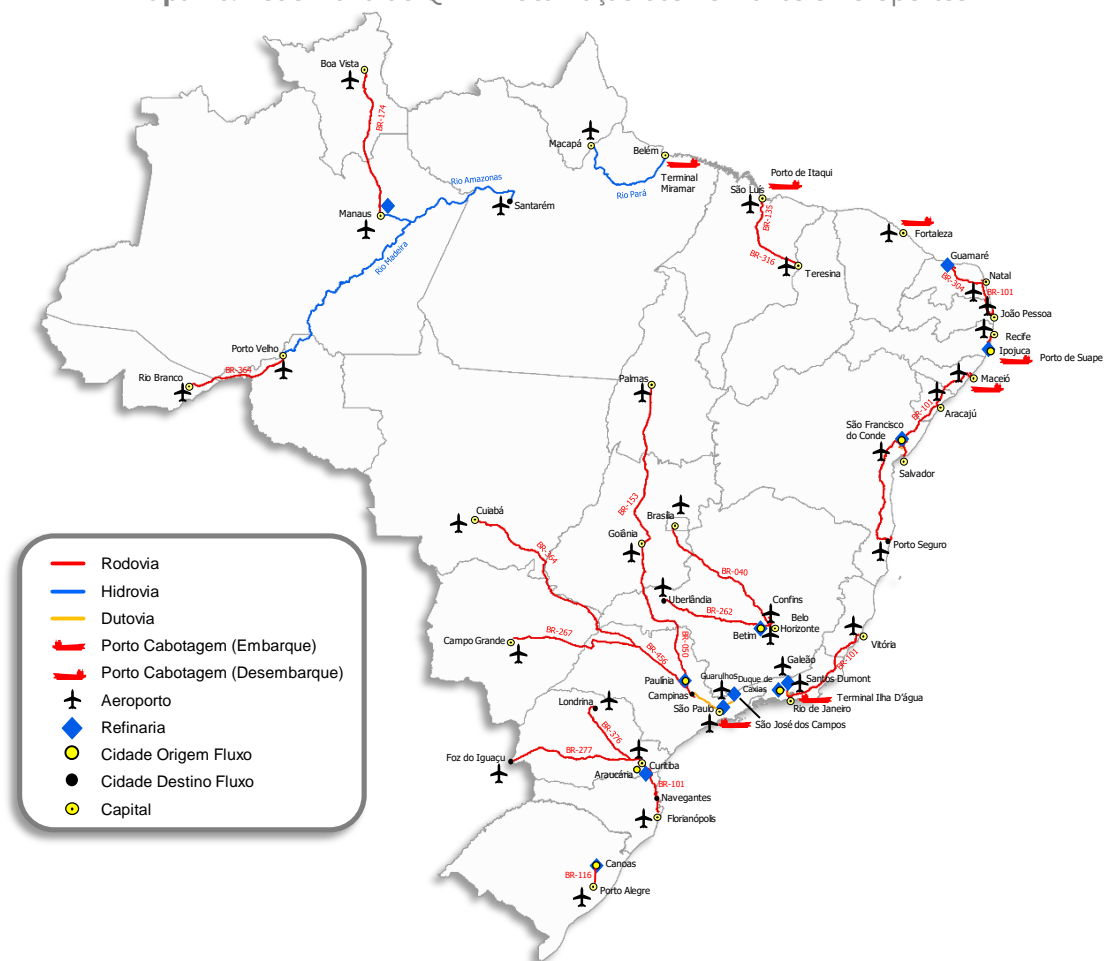 Boa Vista
BR-174
Macapá
Belém
Terminal
Miramar
Rio Pará
Rio Amazonas
Santarém
Manaus
Rio Madeira
São Luís
Porto de Itaqui
BR-135
BR-316
Teresina
Fortaleza
Guamaré
Natal
BR-304
BR-101
João Pessoa
Recife
Ipojuca
Porto de Suape
Porto Velho
BR-364
Rio Branco
Palmas
Maceió
BR-101
Aracajú
São Francisco
do Conde
Salvador
Cuiabá
BR-153
Brasília
Goiânia
BR-364
Porto Seguro
BR-040
Uberlândia
Confins
BR-262
Belo
Horizonte
Betim
Campo Grande
BR-267
BR-456
BR-050
Vitória
BR-101
Galeão
Guarulhos
Duque de
Caxias
Santos Dumont
Paulínia
Campinas
São Paulo
Rio de Janeiro
Terminal Ilha D'água
São José dos Campos
Londrina
BR-376
BR-277
Foz do Iguaçu
Curitiba
Araucária
BR-101
Navegantes
Florianópolis
Canoas
BR-116
Porto Alegre
Rodovia
Hidrovia
Dutovia
Porto Cabotagem (Embarque)
Porto Cabotagem (Desembarque)
Aeroporto
Refinaria
Cidade Origem Fluxo
Cidade Destino Fluxo
Capital